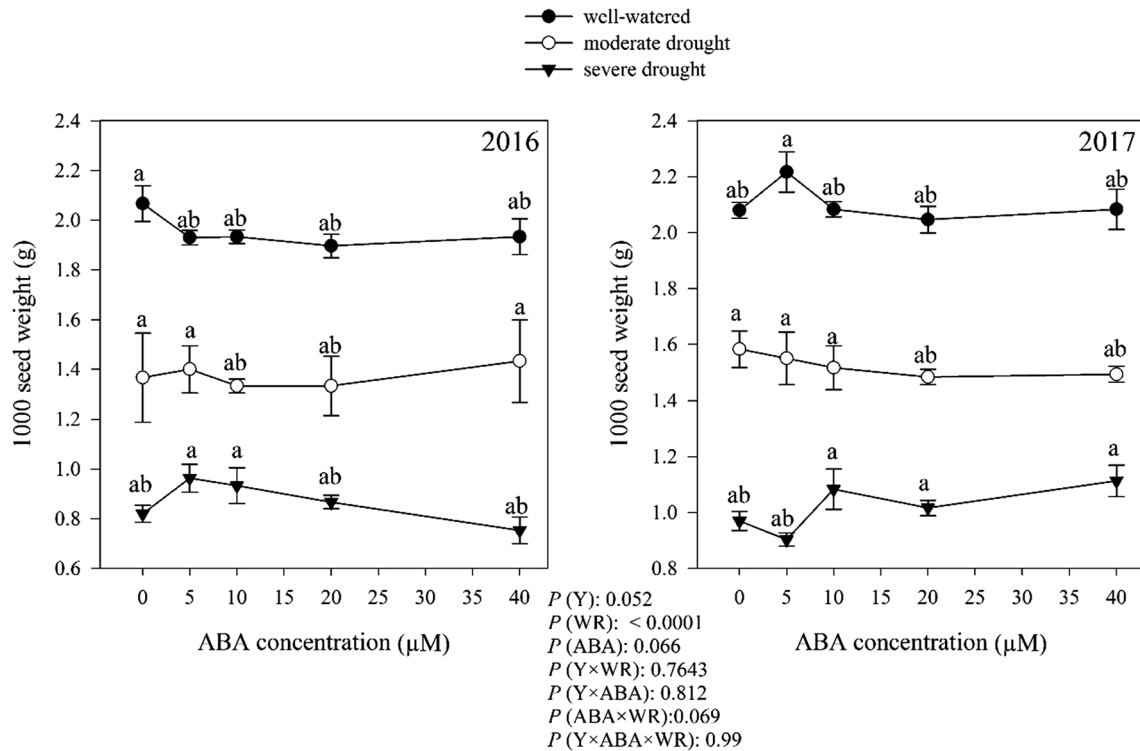 well-watered
moderate drought
severe drought
2016
1000 seed weight (g)
2.4
2.2
2.0
1.8
1.6
1.4
1.2
1.0
0.8
0.6
a
ab
ab
ab
ab
a
a
ab
ab
a
ab
a
a
ab
ab
0 5 10 15 20 25 30 35 40
ABA concentration (µM)
2017
1000 seed weight (g)
2.4
2.2
2.0
1.8
1.6
1.4
1.2
1.0
0.8
ab
a
ab
ab
ab
a
a
a
ab
ab
ab
ab
a
a
a
0 5 10 15 20 25 30 35 40
ABA concentration (µM)
P (Y): 0.052
P (WR): < 0.0001
P (ABA): 0.066
P (Y×WR): 0.7643
P (Y×ABA): 0.812
P (ABA×WR):0.069
P (Y×ABA×WR): 0.99